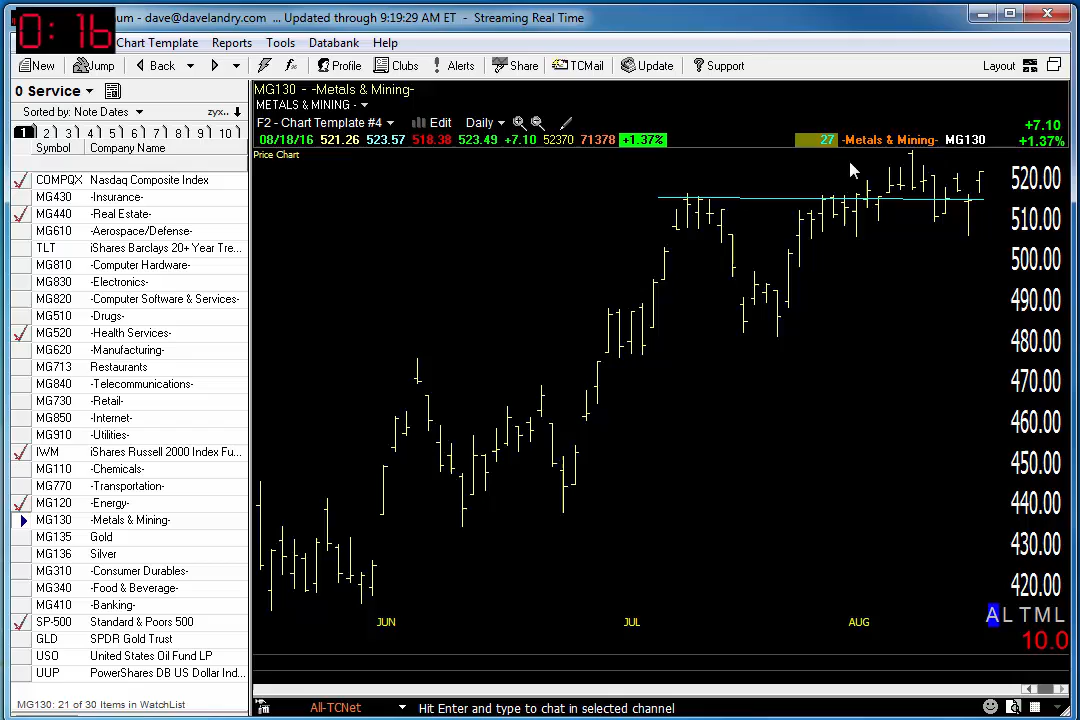 0:16
um - dave@davelandry.com ... Updated through 9:19:29 AM ET - Streaming Real Time
Chart Template Reports Tools Databank Help
New Jump Back Profile Clubs Alerts Share TCMail Update Support Layout
0 Service
Sorted by: Note Dates zyx..
1 2 3 4 5 6 7 8 9 10
Symbol Company Name
COMPQX Nasdaq Composite Index
MG430 -Insurance-
MG440 -Real Estate-
MG610 -Aerospace/Defense-
TLT iShares Barclays 20+ Year Tre...
MG810 -Computer Hardware-
MG830 -Electronics-
MG820 -Computer Software & Services-
MG510 -Drugs-
MG520 -Health Services-
MG620 -Manufacturing-
MG713 Restaurants
MG840 -Telecommunications-
MG730 -Retail-
MG850 -Internet-
MG910 -Utilities-
IWM iShares Russell 2000 Index Fu...
MG110 -Chemicals-
MG770 -Transportation-
MG120 -Energy-
MG130 -Metals & Mining-
MG135 Gold
MG136 Silver
MG310 -Consumer Durables-
MG340 -Food & Beverage-
MG410 -Banking-
SP-500 Standard & Poors 500
GLD SPDR Gold Trust
USO United States Oil Fund LP
UUP PowerShares DB US Dollar Ind...
MG130: 21 of 30 Items in WatchList
MG130 - -Metals & Mining-
METALS & MINING -
F2 - Chart Template #4 Edit Daily
+7.10
08/18/16 521.26 523.57 518.38 523.49 +7.10 52370 71378 +1.37% 27 -Metals & Mining- MG130 +1.37%
Price Chart
520.00
510.00
500.00
490.00
480.00
470.00
460.00
450.00
440.00
430.00
420.00
JUN JUL AUG
A L T M L
10.0
All-TCNet Hit Enter and type to chat in selected channel